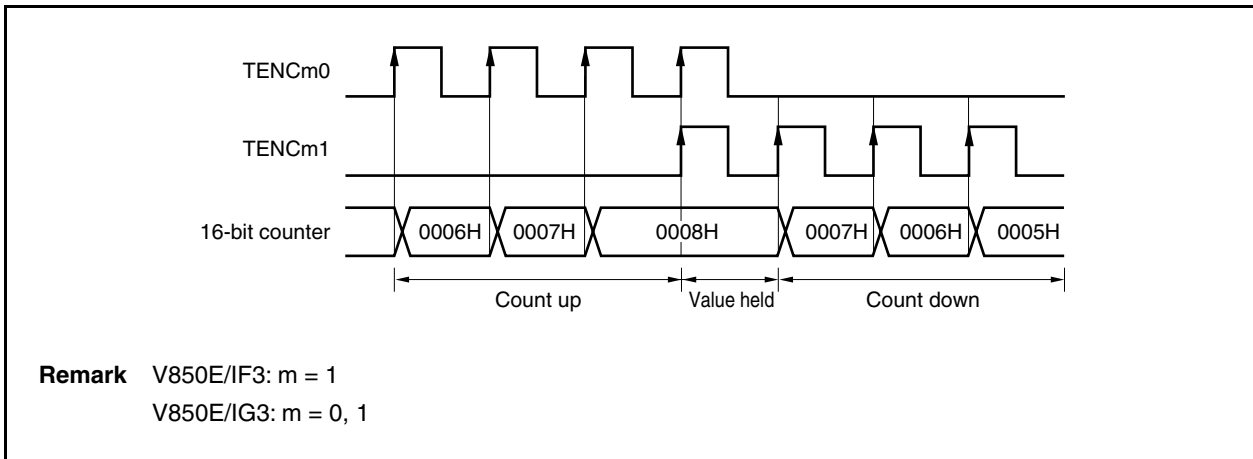 TENCm0
TENCm1
16-bit counter
0006H 0007H 0008H 0007H 0006H 0005H
Count up Value held Count down
Remark V850E/IF3: m = 1
V850E/IG3: m = 0, 1